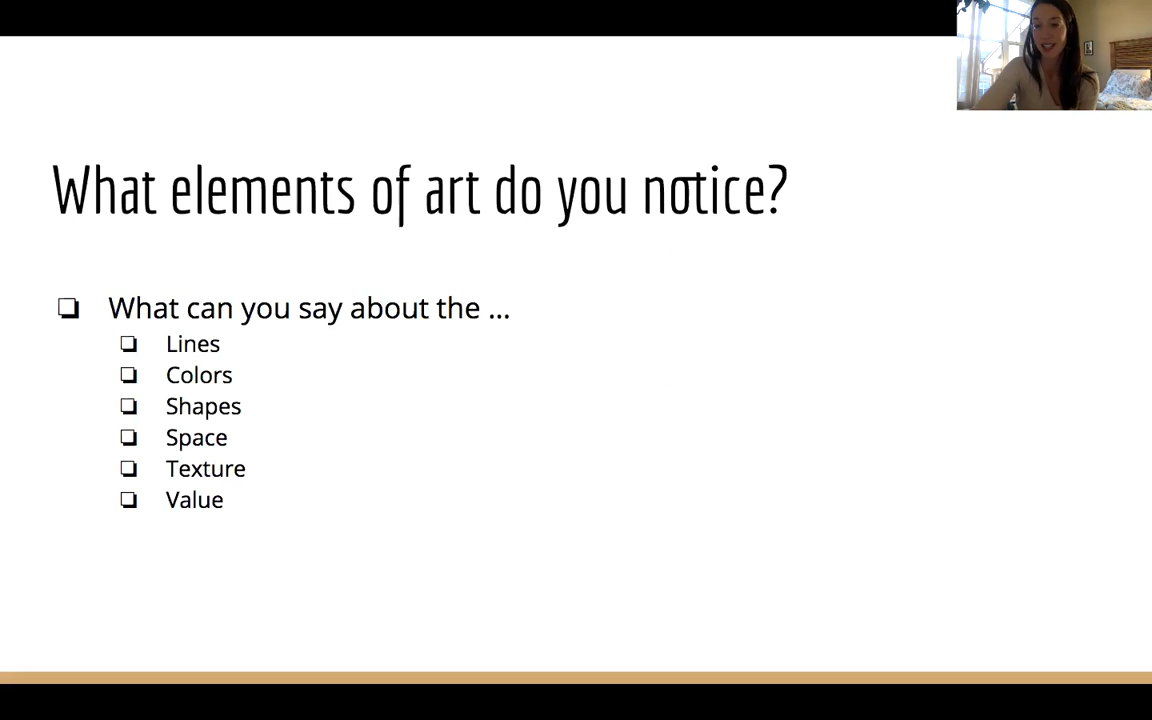 What elements of art do you notice?
❏ What can you say about the ...
❏ Lines
❏ Colors
❏ Shapes
❏ Space
❏ Texture
❏ Value